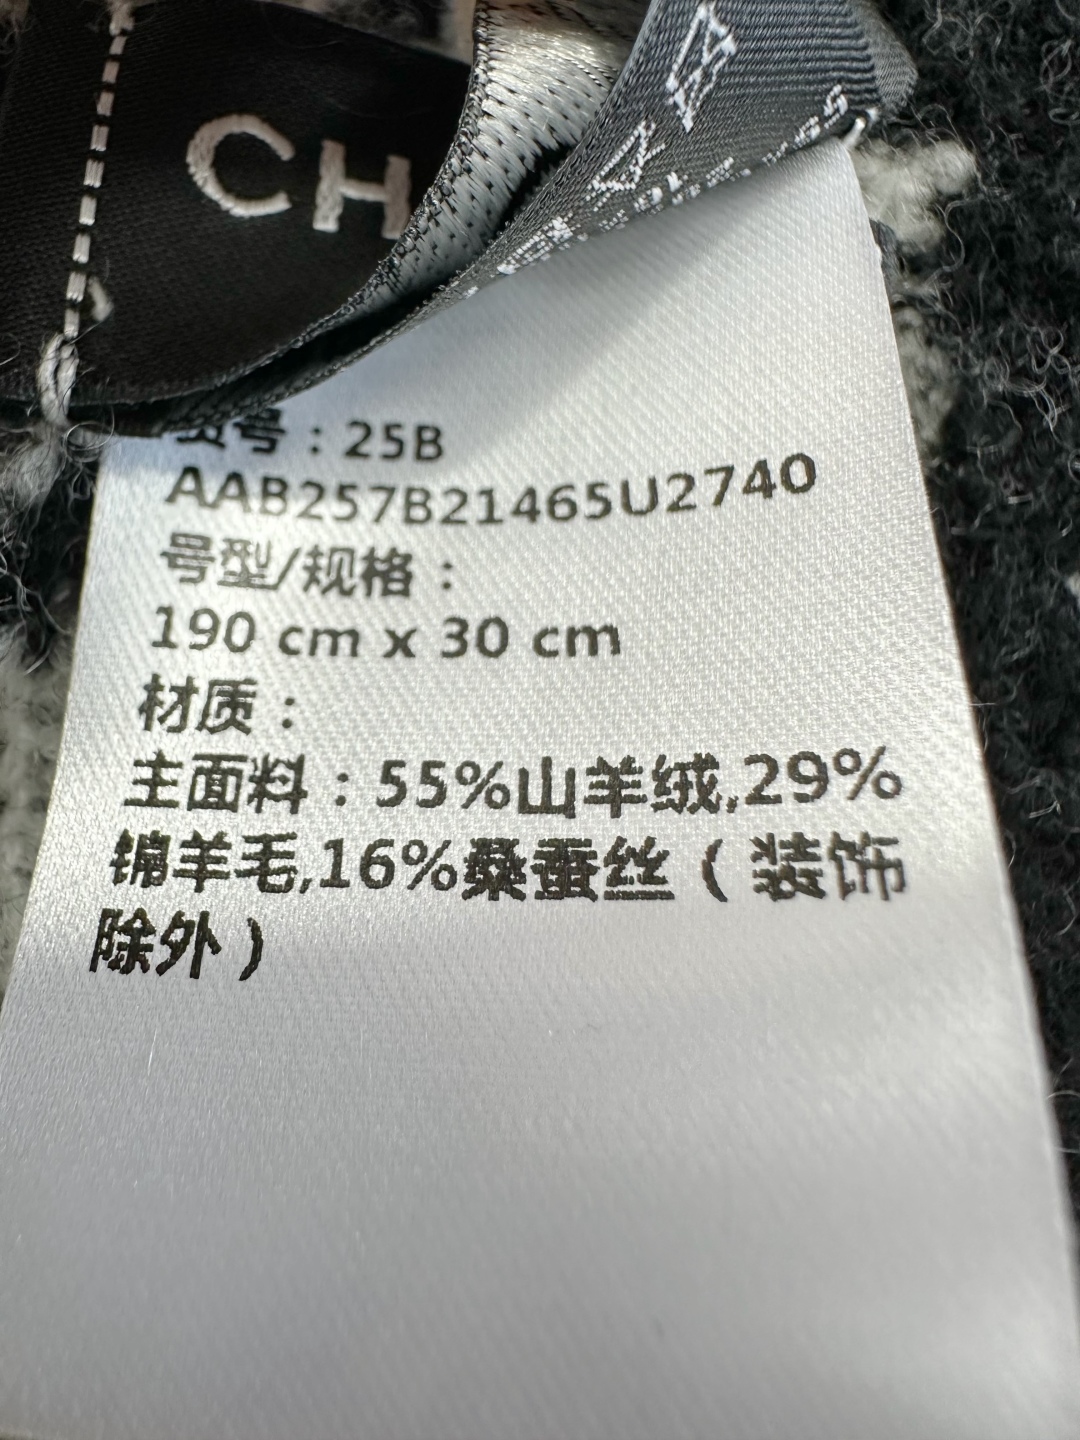 CH
货号：25B
AAB257B21465U2740
号型/规格：
190 cm x 30 cm
材质：
主面料：55%山羊绒,29%
锦羊毛,16%桑蚕丝（装饰
除外）